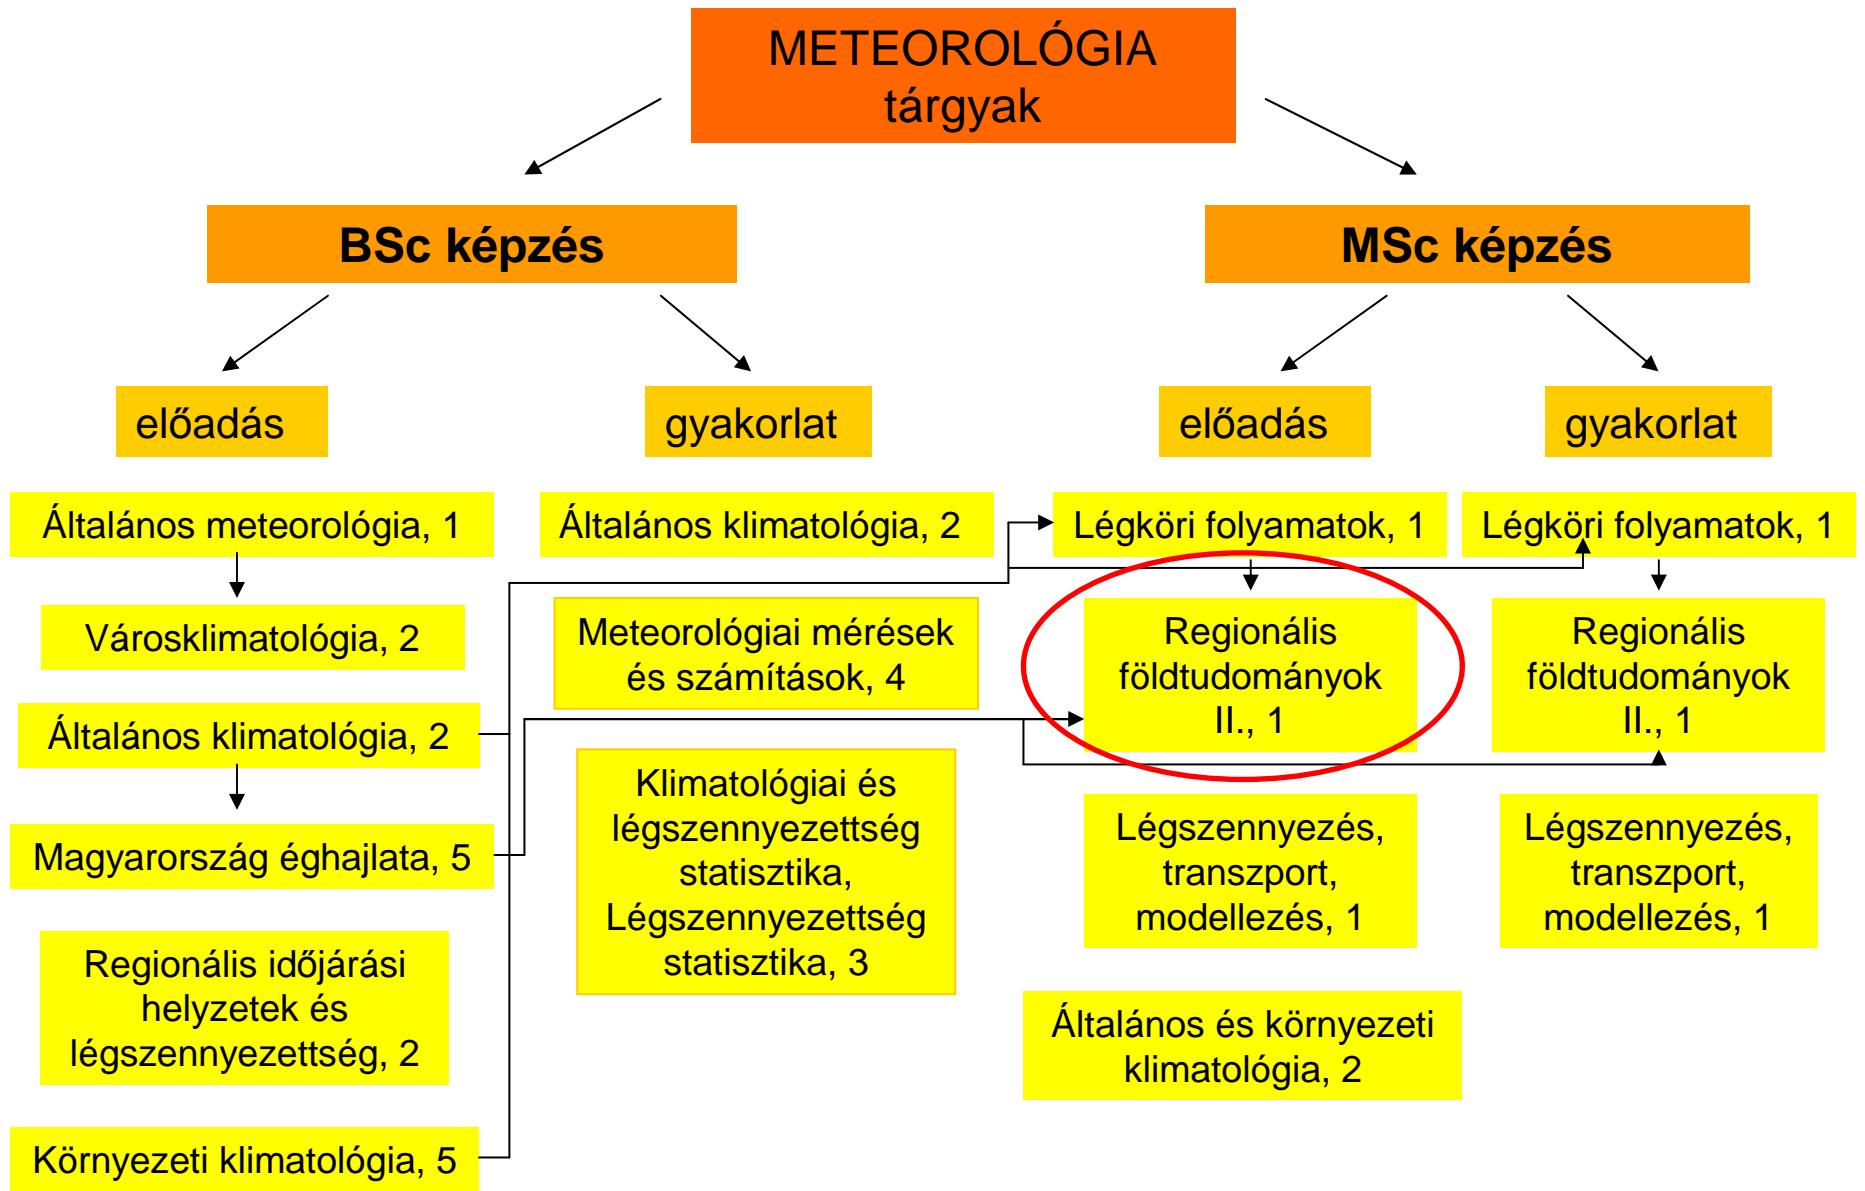 METEOROLÓGIA
tárgyak
BSc képzés
MSc képzés
előadás
gyakorlat
előadás
gyakorlat
Általános meteorológia, 1
Városklimatológia, 2
Általános klimatológia, 2
Magyarország éghajlata, 5
Regionális időjárási
helyzetek és
légszennyezettség, 2
Környezeti klimatológia, 5
Általános klimatológia, 2
Meteorológiai mérések
és számítások, 4
Klimatológiai és
légszennyezettség
statisztika,
Légszennyezettség
statisztika, 3
Légköri folyamatok, 1
Regionális
földtudományok
II., 1
Légszennyezés,
transzport,
modellezés, 1
Általános és környezeti
klimatológia, 2
Légköri folyamatok, 1
Regionális
földtudományok
II., 1
Légszennyezés,
transzport,
modellezés, 1